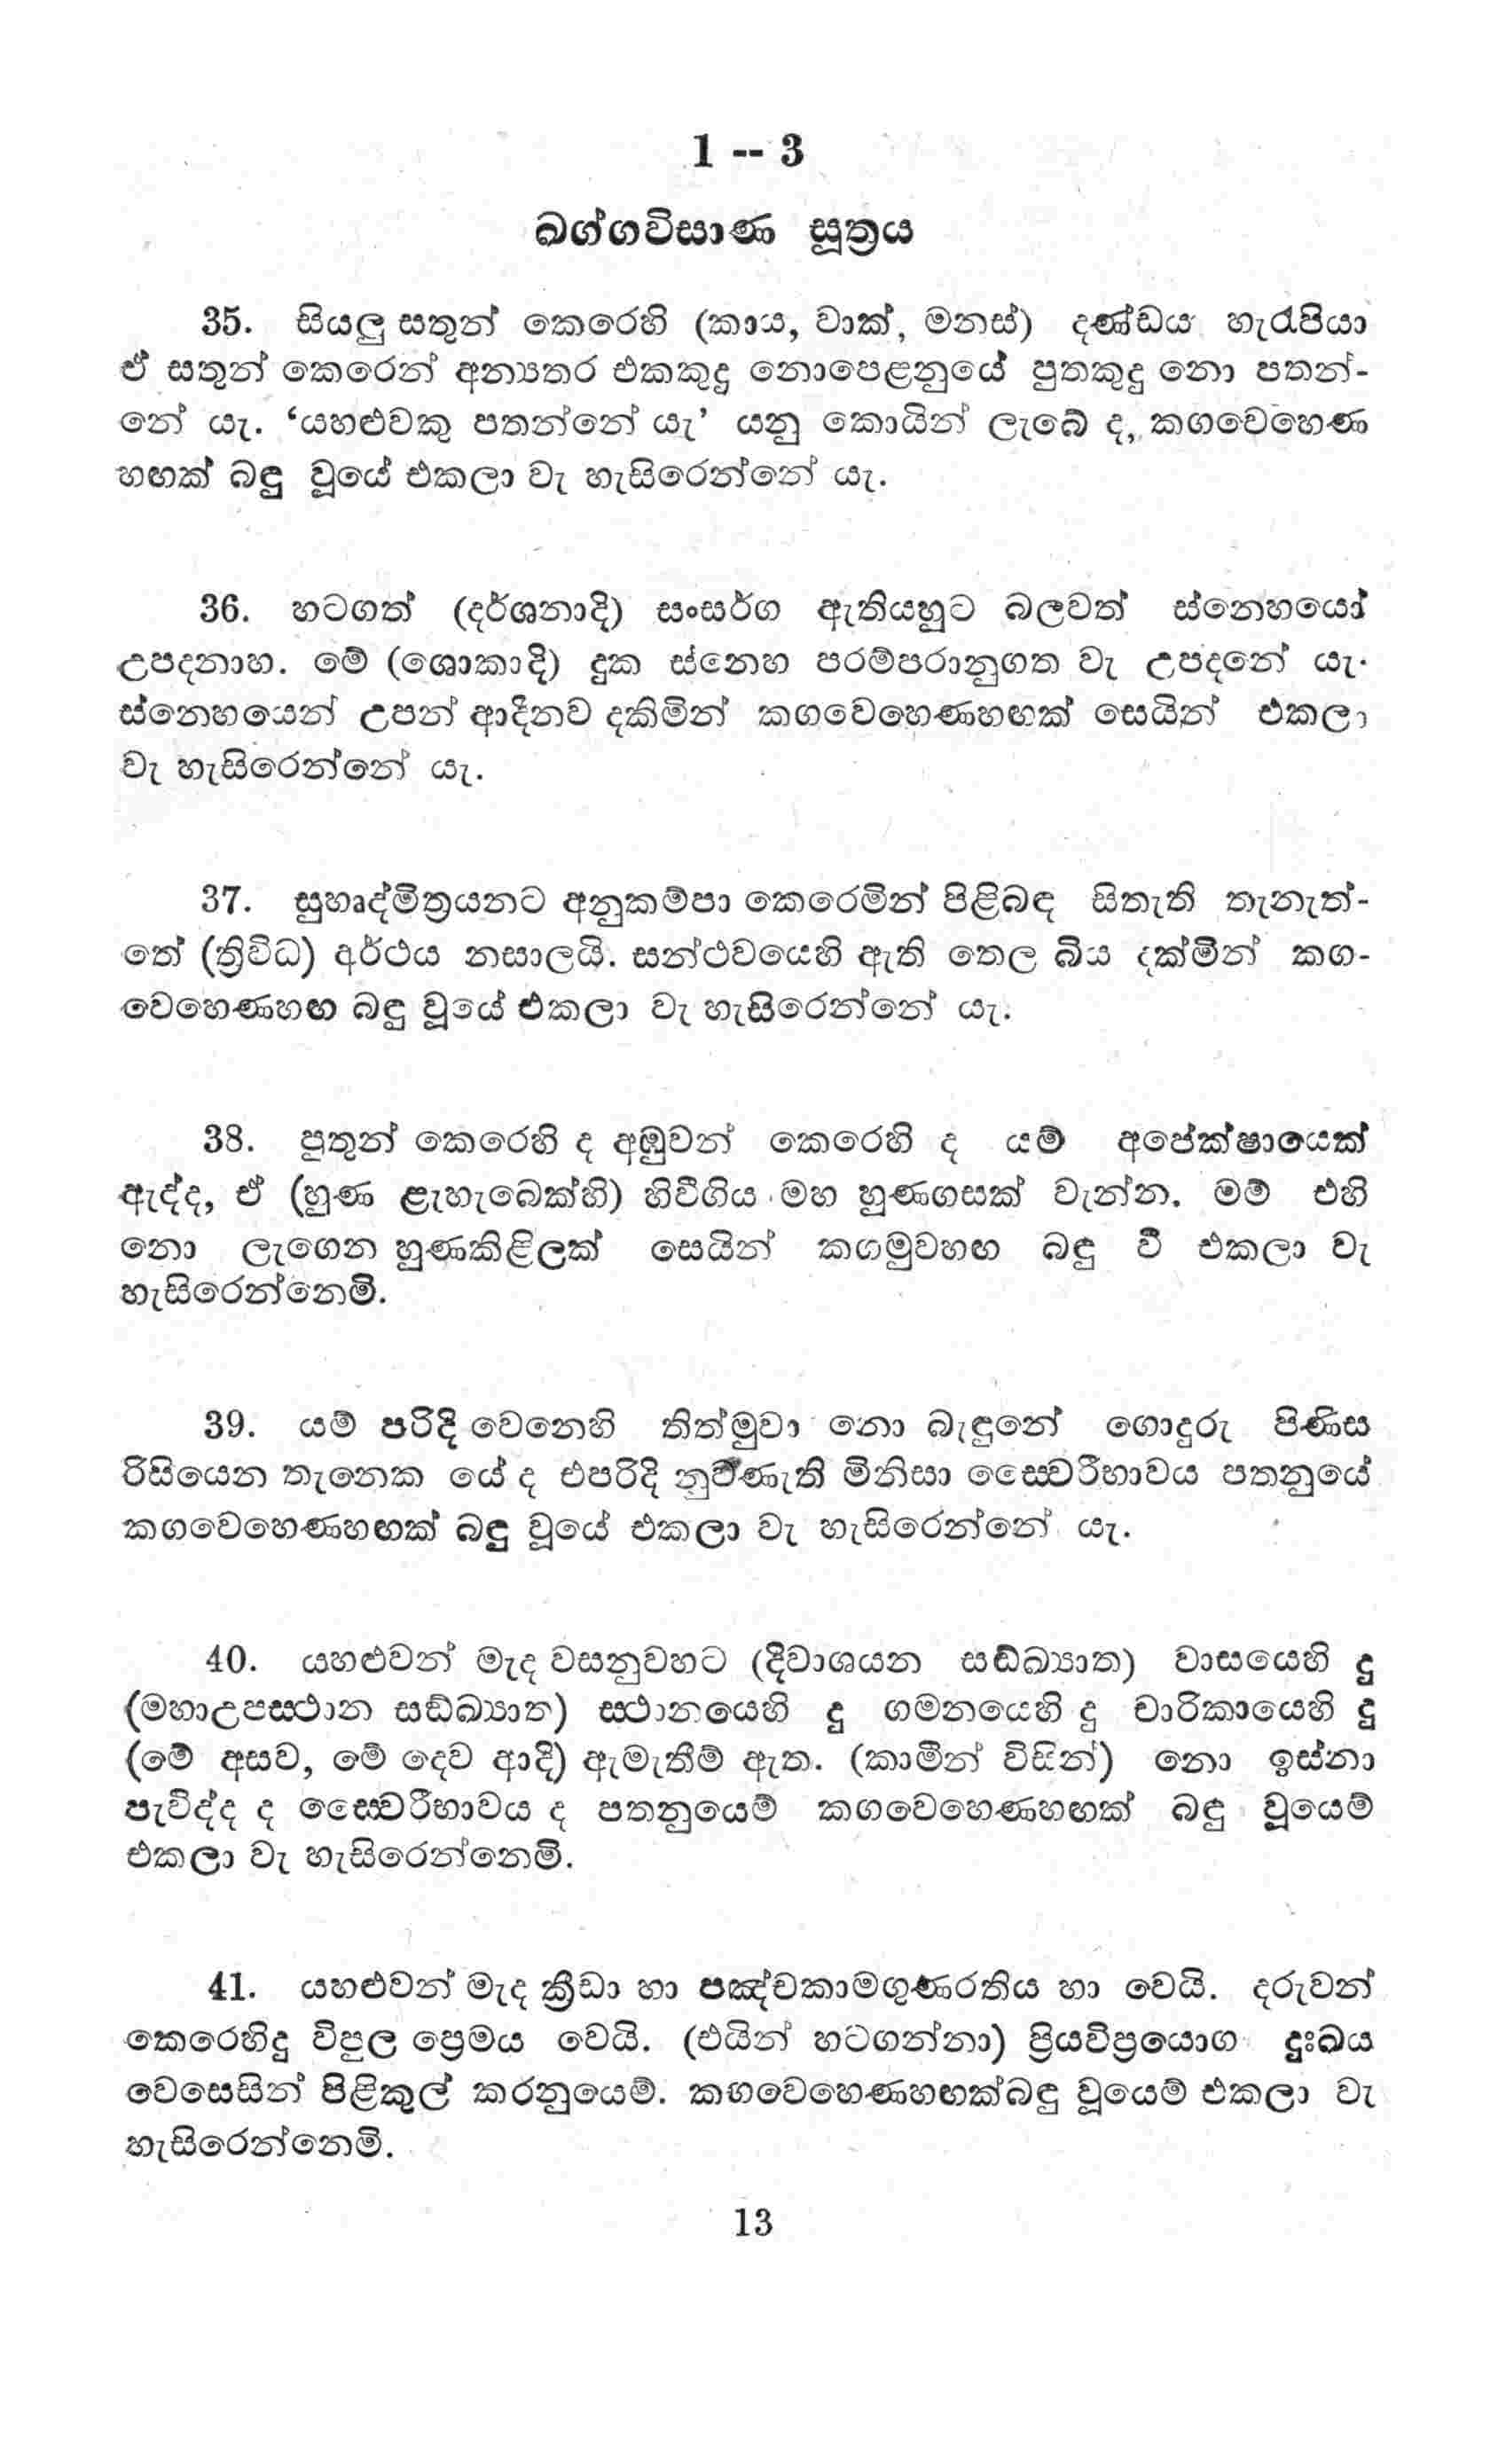 1 -- 3
ඛග්ගවිසාණ සූත්‍රය
35. සියලු සතුන් කෙරෙහි (කාය, වාක්, මනස්) දණ්ඩය හැරපියා
ඒ සතුන් කෙරෙන් අන්‍යතර එකකුදු නොපෙළනුයේ පුතකුදු නො පතන්-
නේ යැ. ‘යහළුවකු පතන්නේ යැ’ යනු කොයින් ලැබේ ද, කගවෙහෙණ
හඟක් බඳු වූයේ එකලා වැ හැසිරෙන්නේ යැ.
36. හටගත් (දර්ශනාදි) සංසර්ග ඇතියහුට බලවත් ස්නෙහයෝ
උපදනාහ. මේ (ශොකාදි) දුක ස්නෙහ පරම්පරානුගත වැ උපදනේ යැ.
ස්නෙහයෙන් උපන් ආදීනව දකිමින් කගවෙහෙණහඟක් සෙයින් එකලා
වැ හැසිරෙන්නේ යැ.
37. සුහෘද්මිත්‍රයනට අනුකම්පා කෙරෙමින් පිළිබඳ සිතැති තැනැත්-
තේ (ත්‍රිවිධ) අර්ථය නසාලයි. සන්ථවයෙහි ඇති තෙල බිය දක්මින් කග-
වෙහෙණහඟ බඳු වූයේ එකලා වැ හැසිරෙන්නේ යැ.
38. පුතුන් කෙරෙහි ද අඹුවන් කෙරෙහි ද යම් අපේක්ෂායෙක්
ඇද්ද, ඒ (හුණ ළැහැබෙක්හි) හිවීගිය මහ හුණගසක් වැන්න. මම් එහි
නො ලැගෙන හුණකිළිලක් සෙයින් කගමුවහඟ බඳු වී එකලා වැ
හැසිරෙන්නෙමි.
39. යම් පරිදි වෙනෙහි තිත්මුවා නො බැඳුනේ ගොදුරු පිණිස
රිසියෙන තැනෙක යේ ද එපරිදි නුවණැති මිනිසා ස්වෛරීභාවය පතනුයේ
කගවෙහෙණහඟක් බඳු වූයේ එකලා වැ හැසිරෙන්නේ යැ.
40. යහළුවන් මැද වසනුවහට (දිවාශයන සඞ්ඛ්‍යාත) වාසයෙහි දු
(මහාඋපස්ථාන සඞ්ඛ්‍යාත) ස්ථානයෙහි දු ගමනයෙහි දු චාරිකායෙහි දු
(මේ අසව, මේ දෙව ආදි) ඇමැතීම් ඇත. (කාමීන් විසින්) නො ඉස්නා
පැවිද්ද ද ස්වෛරීභාවය ද පතනුයෙම් කගවෙහෙණහඟක් බඳු වූයෙම්
එකලා වැ හැසිරෙන්නෙමි.
41. යහළුවන් මැද ක්‍රීඩා හා පඤ්චකාමගුණරතිය හා වෙයි. දරුවන්
කෙරෙහිදු විපුල ප්‍රෙමය වෙයි. (එයින් හටගන්නා) ප්‍රියවිප්‍රයොග දුඃඛය
වෙසෙසින් පිළිකුල් කරනුයෙම්. කඟවෙහෙණහඟක්බඳු වූයෙම් එකලා වැ
හැසිරෙන්නෙමි.
13